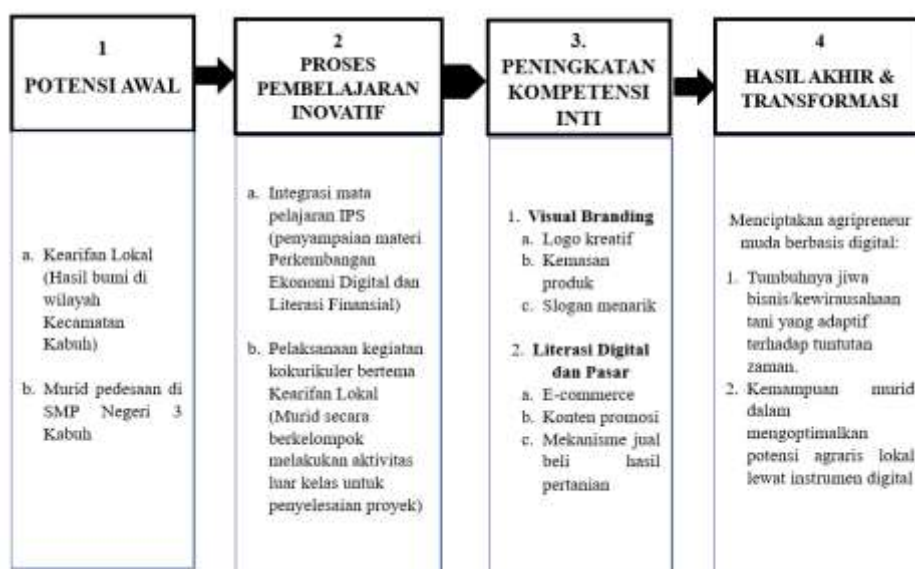 1
POTENSI AWAL
2
PROSES
PEMBELAJARAN
INOVATIF
3.
PENINGKATAN
KOMPETENSI
INTI
4
HASIL AKHIR &
TRANSFORMASI
a. Kearifan Lokal
(Hasil bumi di
wilayah
Kecamatan
Kabuh)
b. Murid pedesaan di
SMP Negeri 3
Kabuh
a. Integrasi mata
pelajaran IPS
(penyampaian materi
Perkembangan
Ekonomi Digital dan
Literasi Finansial)
b. Pelaksanaan kegiatan
kokurikuler bertema
Kearifan Lokal
(Murid secara
berkelompok
melakukan aktivitas
luar kelas untuk
penyelesaian proyek)
1. Visual Branding
a. Logo kreatif
b. Kemasan
produk
c. Slogan menarik
2. Literasi Digital
dan Pasar
a. E-commerce
b. Konten promosi
c. Mekanisme jual
beli hasil
pertanian
Menciptakan agripreneur
muda berbasis digital:
1. Tumbuhnya jiwa
bisnis/kewirausahaan
tani yang adaptif
terhadap tuntutan
zaman.
2. Kemampuan murid
dalam
mengoptimalkan
potensi agraris lokal
lewat instrumen digital